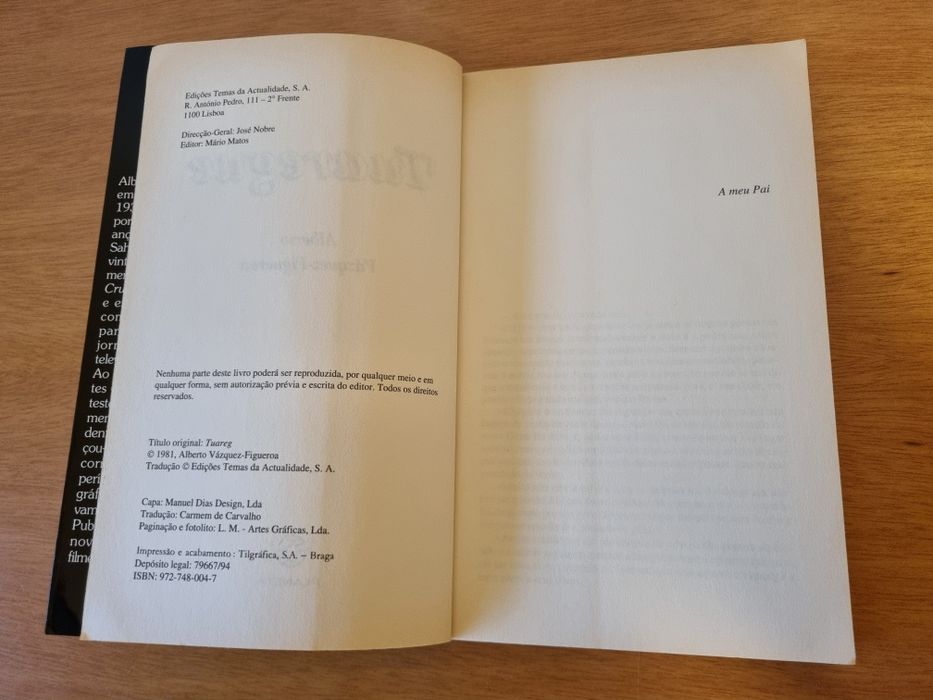 Edições Temas da Actualidade, S. A.
R. António Pedro, 111 – 2º Frente
1100 Lisboa
Direcção-Geral: José Nobre
Editor: Mário Matos
Nenhuma parte deste livro poderá ser reproduzida, por qualquer meio e em
qualquer forma, sem autorização prévia e escrita do editor. Todos os direitos
reservados.
Título original: Tuareg
© 1981, Alberto Vázquez-Figueroa
Tradução © Edições Temas da Actualidade, S. A.
Capa: Manuel Dias Design, Lda
Tradução: Carmem de Carvalho
Paginação e fotolito: L. M. - Artes Gráficas, Lda.
Impressão e acabamento : Tilgráfica, S.A. – Braga
Depósito legal: 79667/94
ISBN: 972-748-004-7
A meu Pai